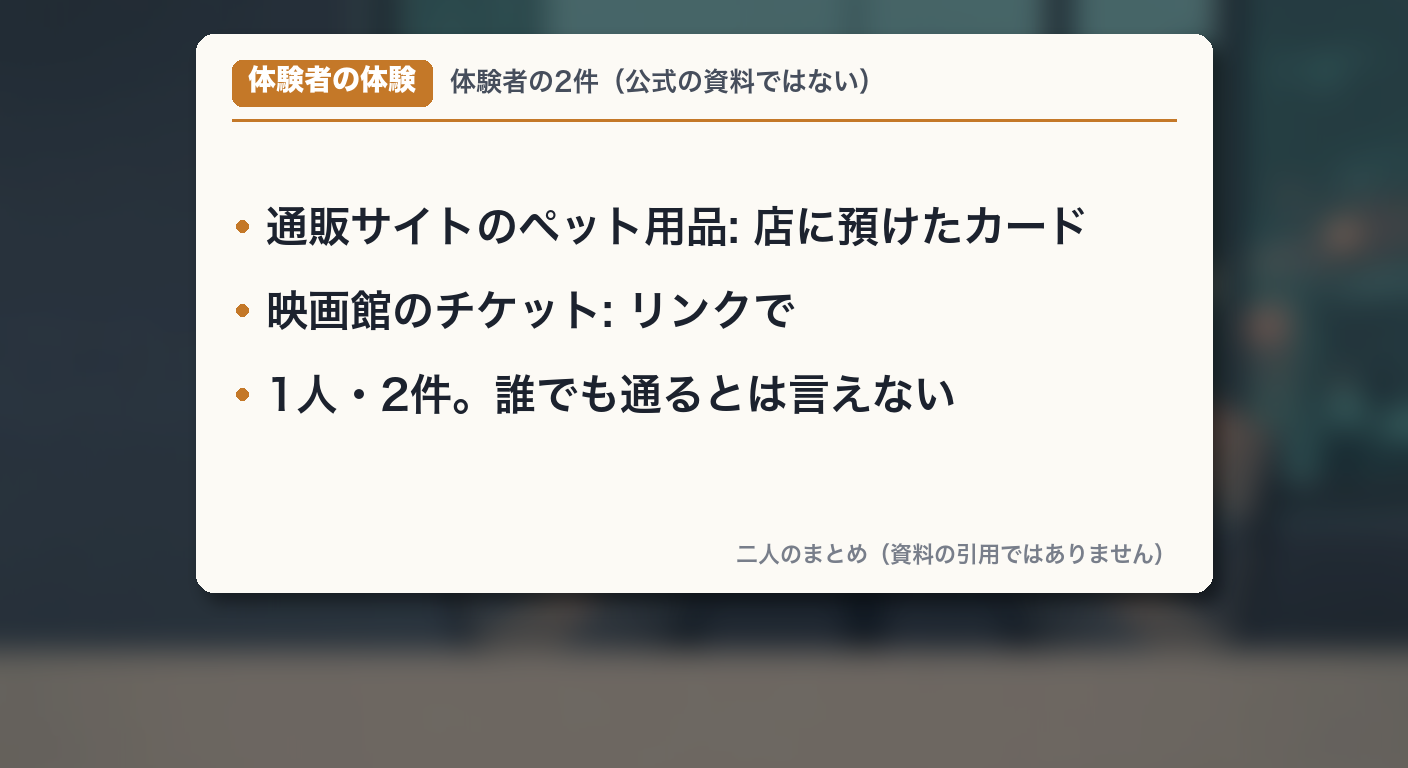 体験者の体験 体験者の2件（公式の資料ではない）
• 通販サイトのペット用品: 店に預けたカード
• 映画館のチケット: リンクで
• 1人・2件。誰でも通るとは言えない
二人のまとめ（資料の引用ではありません）